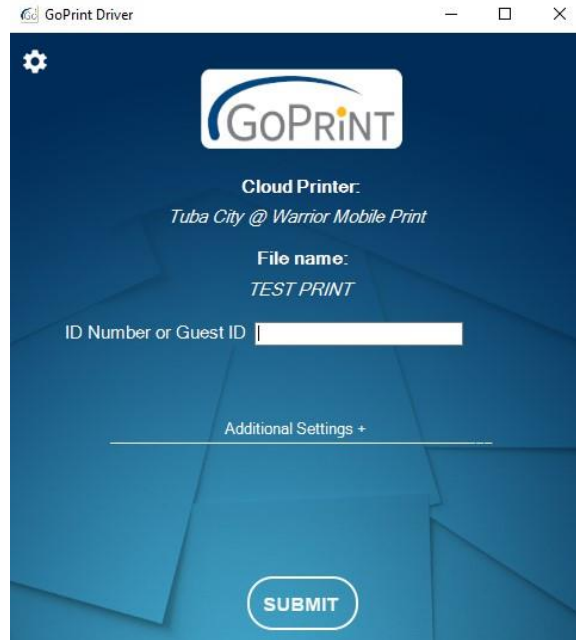 GoPrint Driver
GOPRiNT
Cloud Printer:
Tuba City @ Warrior Mobile Print
File name:
TEST PRINT
ID Number or Guest ID
Additional Settings +
SUBMIT